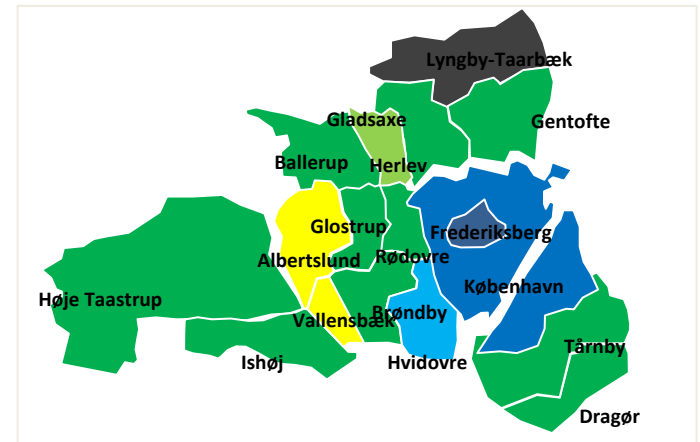 Lyngby-Taarbæk
Gladsaxe
Gentofte
Ballerup
Herlev
Glostrup
Frederiksberg
Albertslund
Rødovre
Høje Taastrup
København
Vallensbæk
Brøndby
Ishøj
Hvidovre
Tårnby
Dragør